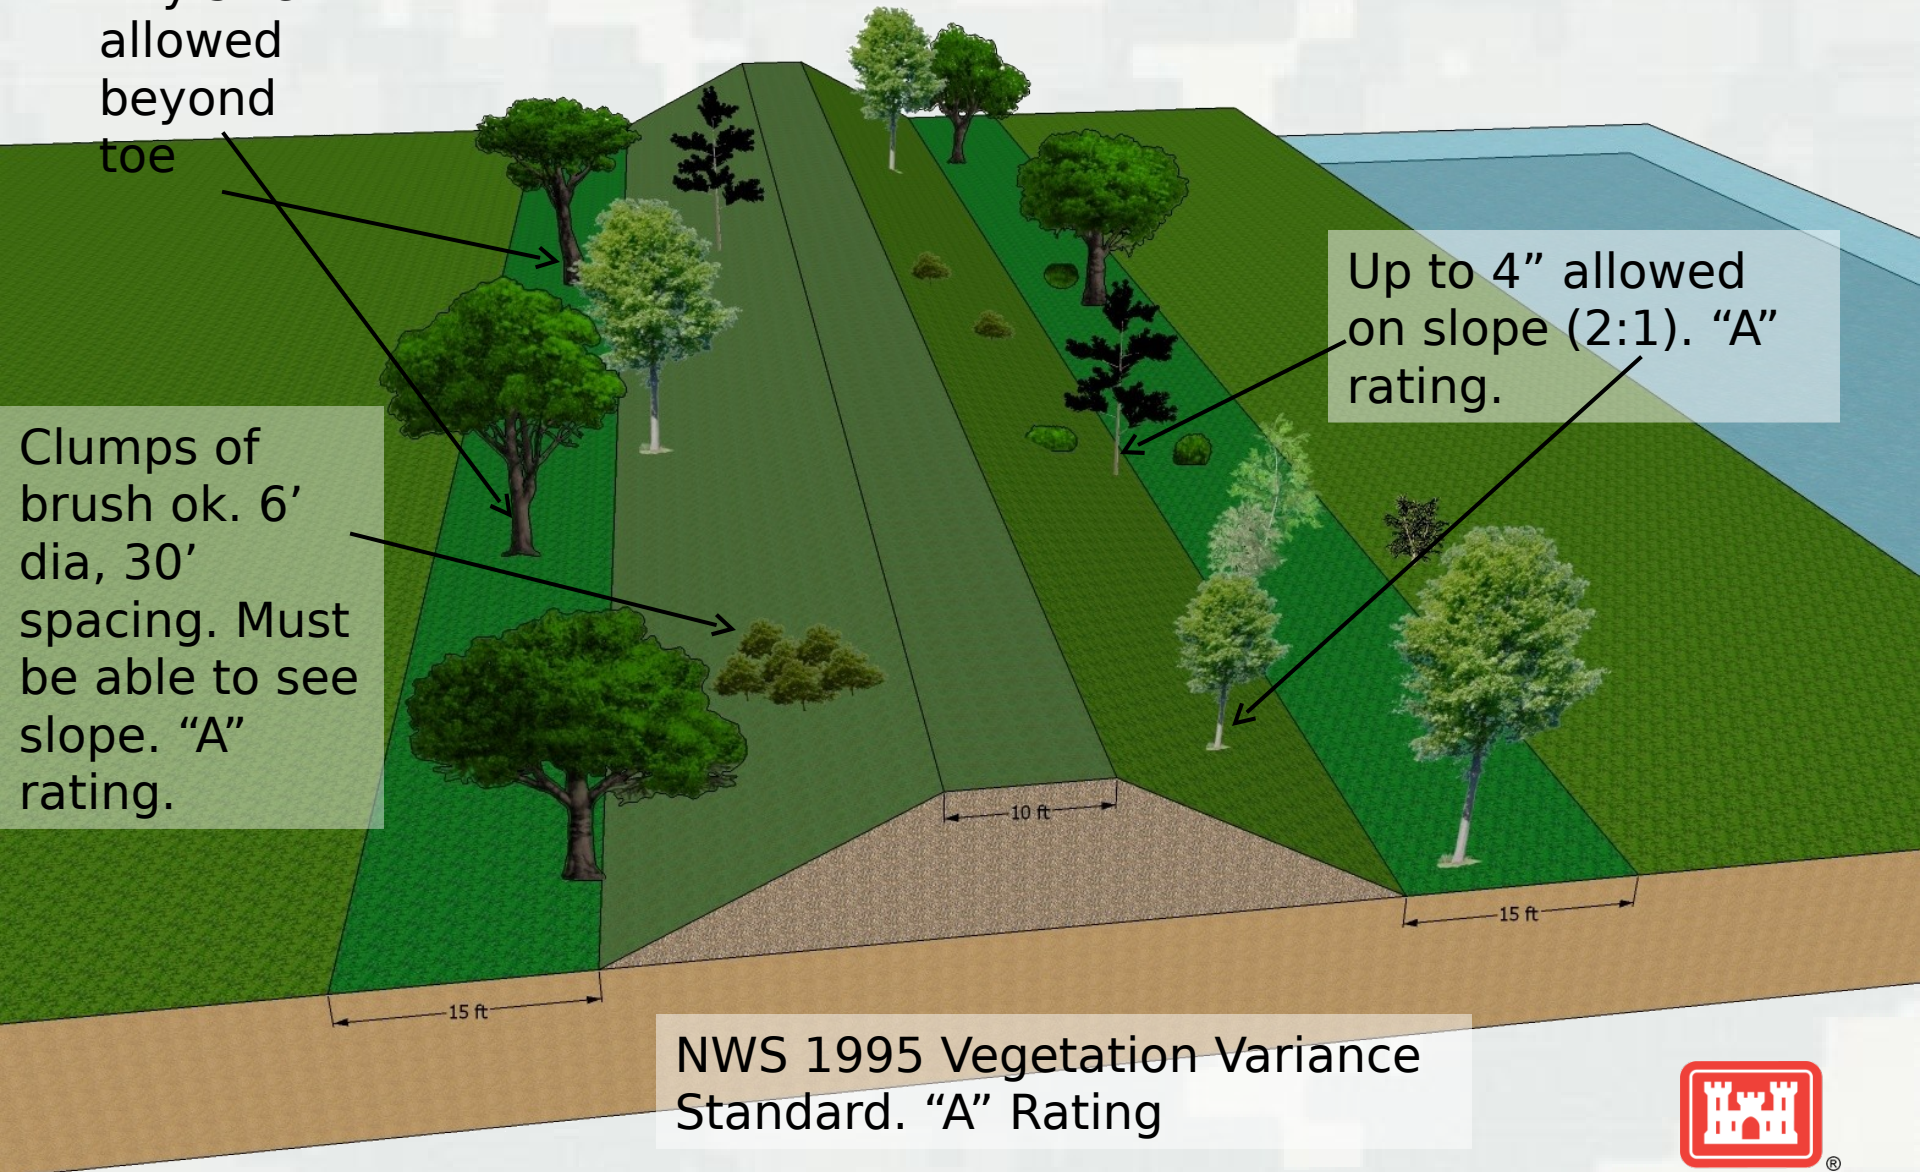 allowed
beyond
toe
Up to 4” allowed
on slope (2:1). “A”
rating.
Clumps of
brush ok. 6’
dia, 30’
spacing. Must
be able to see
slope. “A”
rating.
10 ft
15 ft
15 ft
NWS 1995 Vegetation Variance
Standard. “A” Rating
®